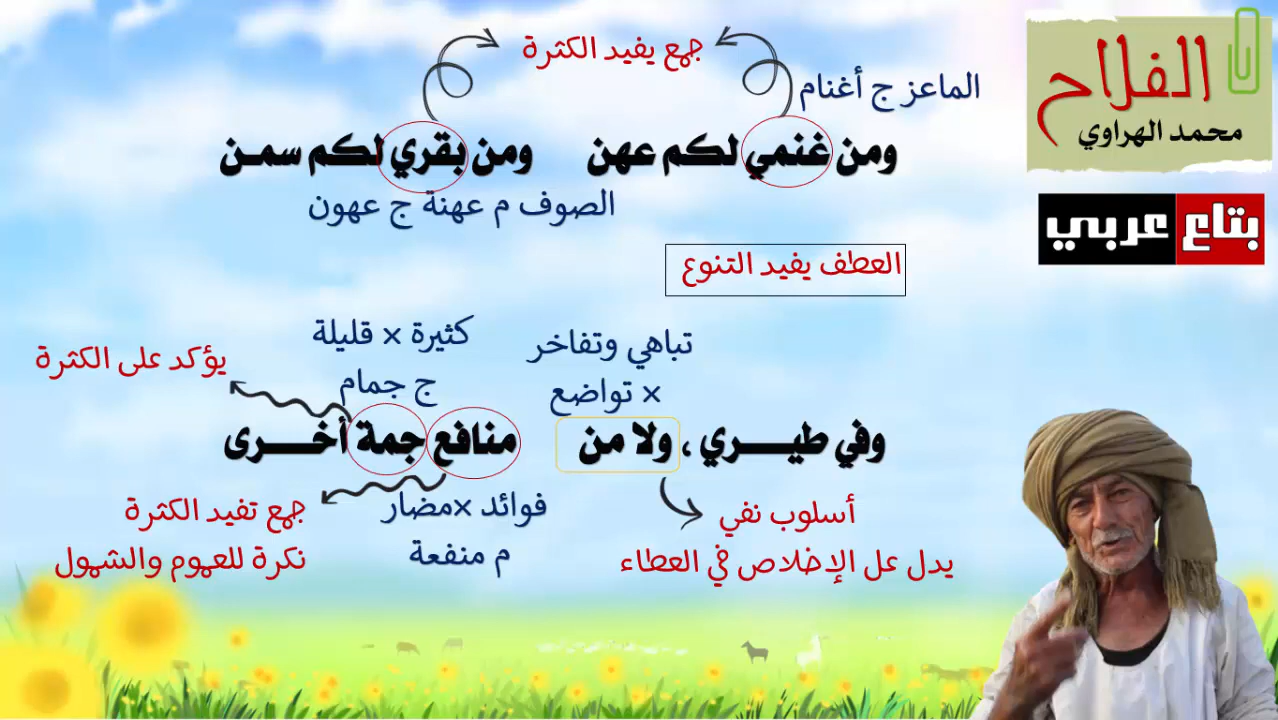 الفلاح
محمد الهراوي
بتاع عربي
جمع يفيد الكثرة
الماعز ج أغنام
ومن غنمي لكم عهن ومن بقري لكم سمن
الصوف م عهنة ج عهون
العطف يفيد التنوع
تباهي وتفاخر
× تواضع
كثيرة × قليلة
ج جمام
يؤكد على الكثرة
وفي طيري ، ولا من منافع جمة أخرى
أسلوب نفي
يدل عل الإخلاص في العطاء
فوائد ×مضار
م منفعة
جمع تفيد الكثرة
نكرة للعموم والشمول